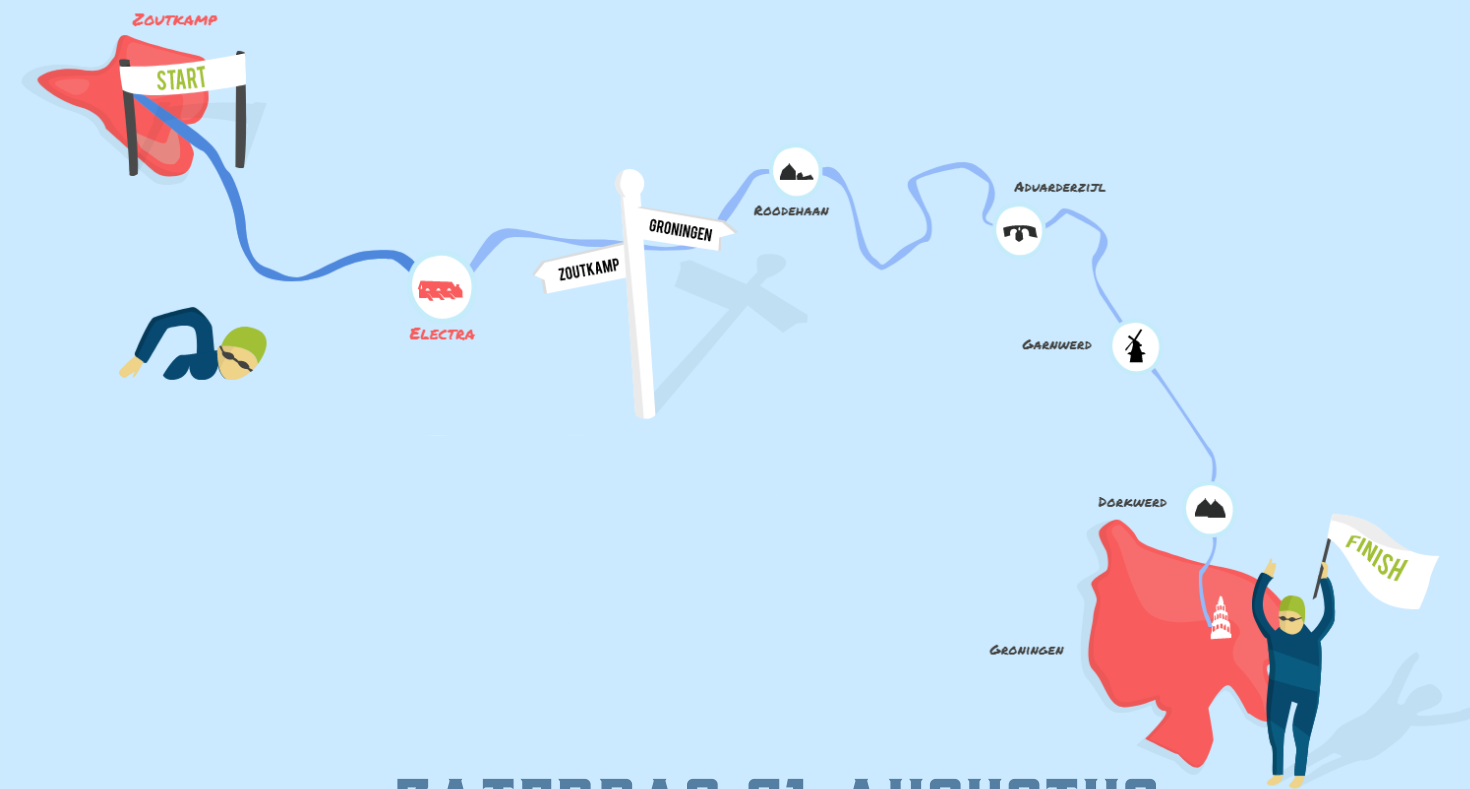 Zoutkamp
START
Aduarderzijl
Roodehaan
GRONINGEN
ZOUTKAMP
Electra
Garnwerd
Dorkwerd
FINISH
Groningen